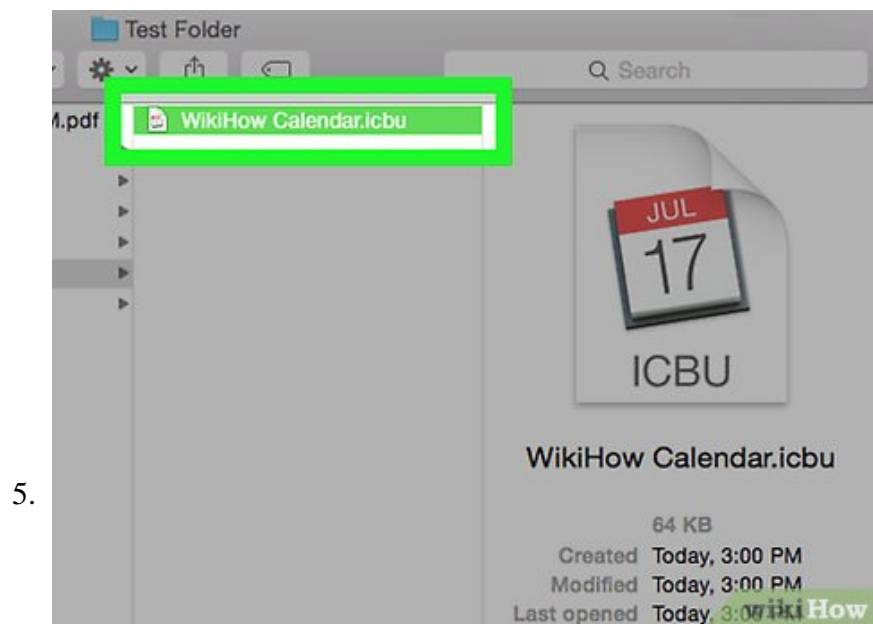 Test Folder
Search
M.pdf
WikiHow Calendar.icbu
JUL
17
ICBU
WikiHow Calendar.icbu
5.
64 KB
Created Today, 3:00 PM
Modified Today, 3:00 PM
Last opened Today,
wikiHow